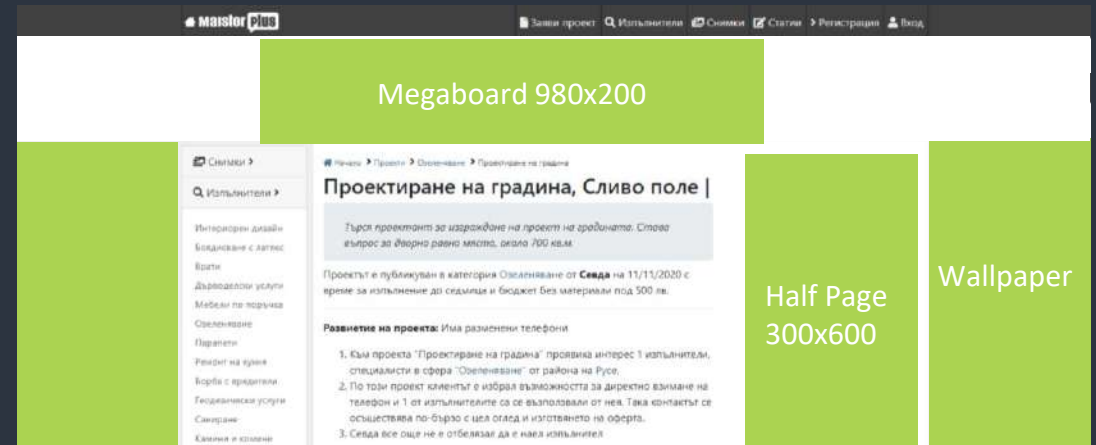 Maistor Plus
Заяви проект Изпълнители Снимки Статии Регистрация Вход
Megaboard 980x200
Снимки
Изпълнители
Интериорен дизайн
Боядисване с латекс
Врати
Дърводелски услуги
Мебели по поръчка
Озеленяване
Парапети
Ремонт на кухня
Борба с вредители
Геодезически услуги
Саниране
Камини и комини
Начало Проекти Озеленяване Проектиране на градина
Проектиране на градина, Сливо поле |
Търся проектант за изграждане на проект на градината. Става
въпрос за дворно равно място, около 700 кв.м.
Проектът е публикуван в категория Озеленяване от Севда на 11/11/2020 с
време за изпълнение до седмица и бюджет без материали под 500 лв.
Развиетие на проекта: Има разменени телефони
1. Към проекта "Проектиране на градина" проявиха интерес 1 изпълнители,
специалисти в сфера "Озеленяване" от района на Русе.
2. По този проект клиентът е избрал възможността за директно взимане на
телефон и 1 от изпълнителите са се възползвали от нея. Така контактът се
осъществява по-бързо с цел оглед и изготвянето на оферта.
3. Севда все още не е отбелязал да е наел изпълнител
Half Page
300x600
Wallpaper